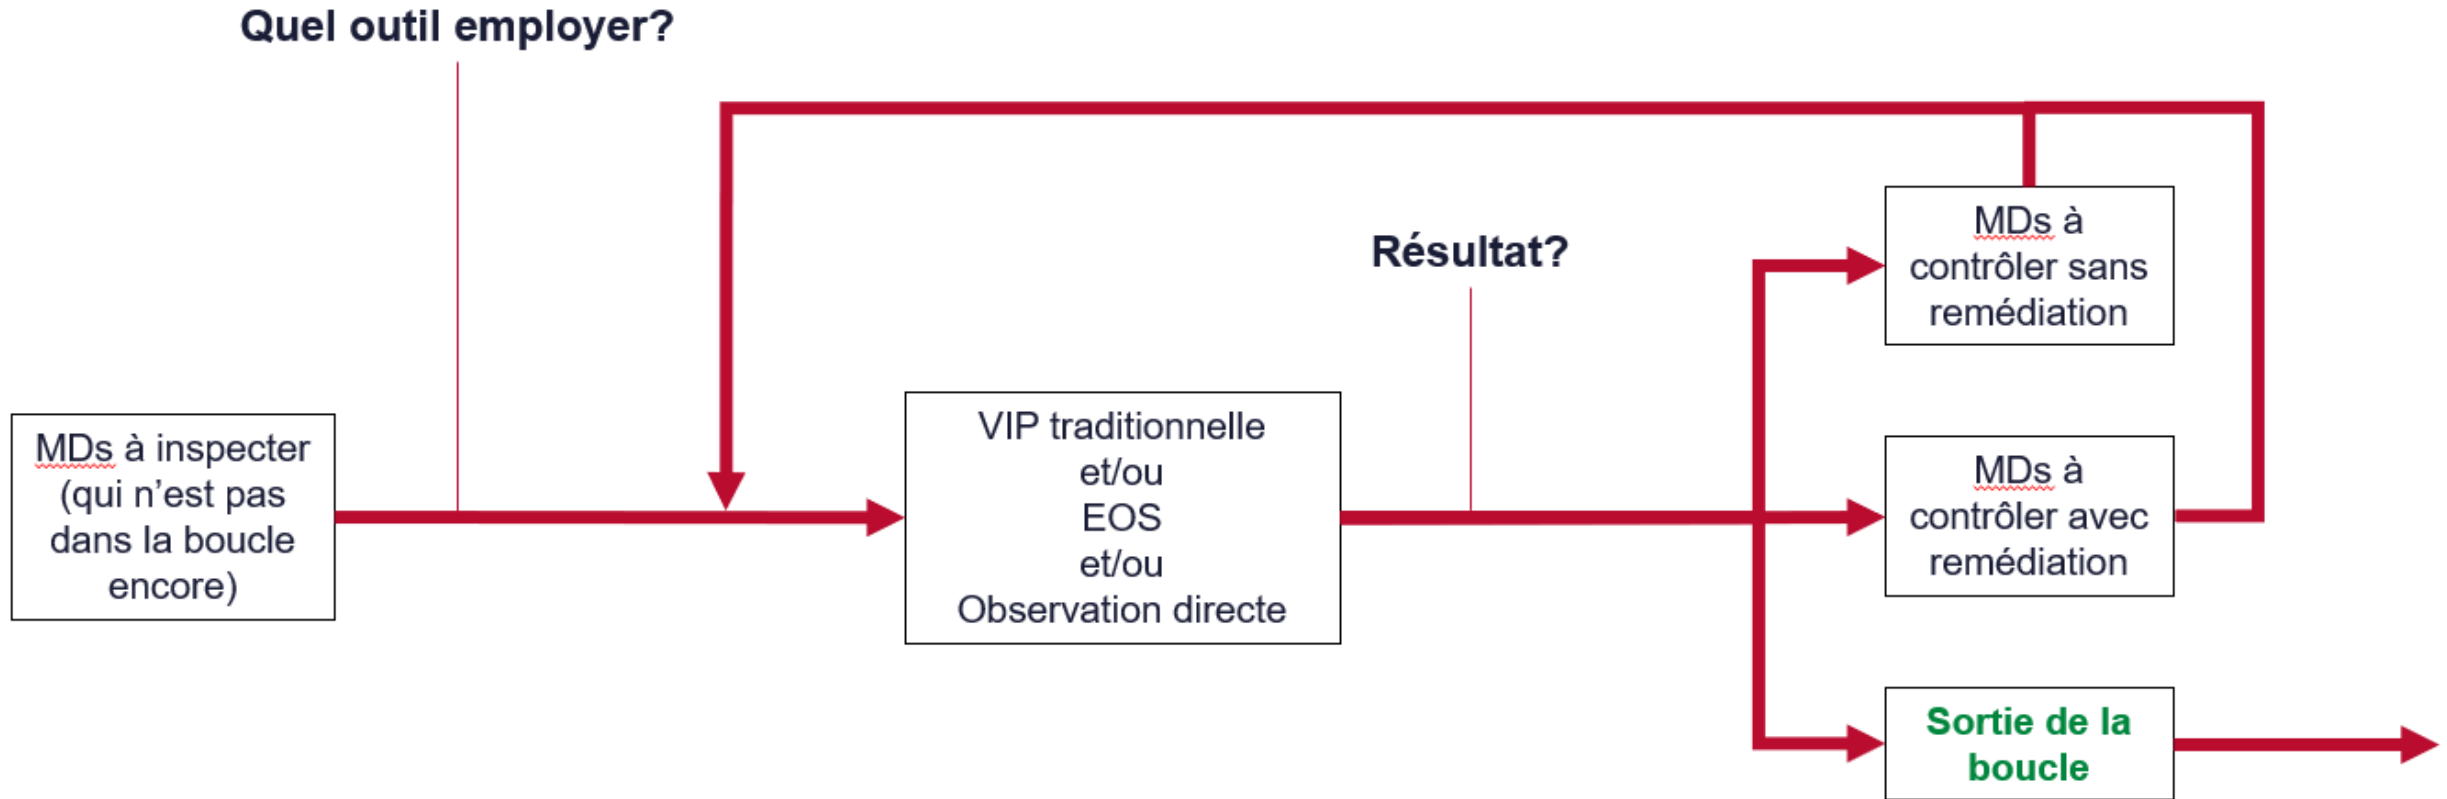 Quel outil employer?
Résultat?
MDs à
contrôler sans
remédiation
MDs à inspecter
(qui n'est pas
dans la boucle
encore)
VIP traditionnelle
et/ou
EOS
et/ou
Observation directe
MDs à
contrôler avec
remédiation
Sortie de la
boucle